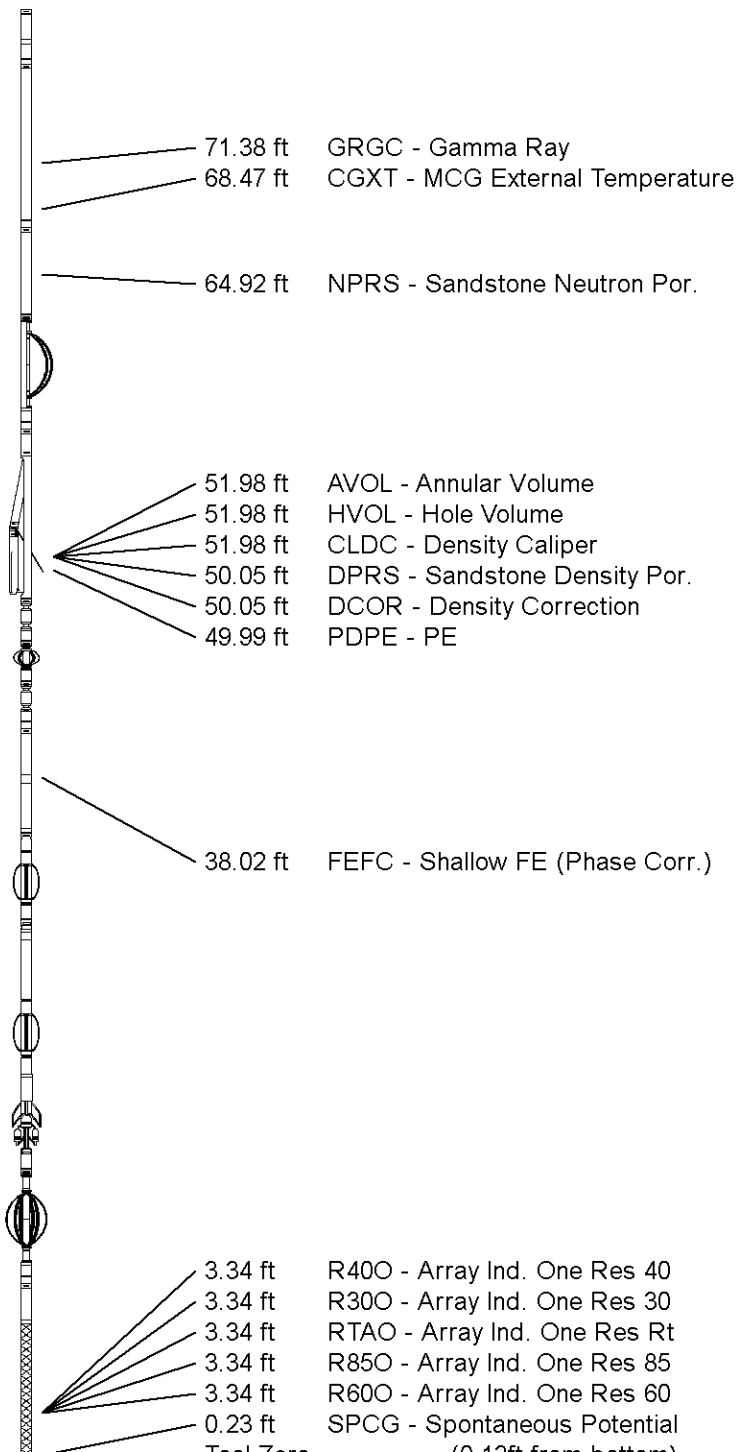 71.38 ft GRGC - Gamma Ray
68.47 ft CGXT - MCG External Temperature
64.92 ft NPRS - Sandstone Neutron Por.
51.98 ft AVOL - Annular Volume
51.98 ft HVOL - Hole Volume
51.98 ft CLDC - Density Caliper
50.05 ft DPRS - Sandstone Density Por.
50.05 ft DCOR - Density Correction
49.99 ft PDPE - PE
38.02 ft FEFC - Shallow FE (Phase Corr.)
3.34 ft R40O - Array Ind. One Res 40
3.34 ft R30O - Array Ind. One Res 30
3.34 ft RTAO - Array Ind. One Res Rt
3.34 ft R85O - Array Ind. One Res 85
3.34 ft R60O - Array Ind. One Res 60
0.23 ft SPCG - Spontaneous Potential
Tool Zero (0.13ft from bottom)